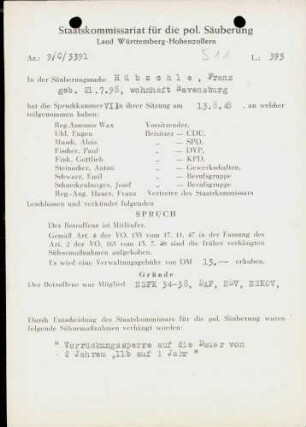 Staatskommissariat für die pol. Säuberung
Land Württemberg-Hohenzollern
Az.: 9/C/3391 511 L.: 395
In der Säuberungssache Hübschle, Franz
geb. 21.7.98, wohnhaft Ravensburg
hat die Spruchkammer VII in ihrer Sitzung am 13.8.48, an welcher
teilgenommen haben:
Reg.Assessor Wax Vorsitzender,
Uhl, Eugen Beisitzer — CDU,
Munds, Alois „ — SPD,
Fischer, Paul „ — DVP,
Fink, Gottlieb „ — KPD,
Steinacher, Anton „ — Gewerkschaften,
Schwarz, Emil „ — Berufsgruppe
Schneckenburger, Josef „ — Berufsgruppe
Reg.-Ang. Hauer, Franz Vertreter des Staatskommissars
beschlossen und verkündet folgenden
SPRUCH
Der Betroffene ist Mitläufer.
Gemäß Art. 4 der VO. 133 vom 17. 11. 47 in der Fassung des
Art. 2 der VO. 165 vom 13. 7. 48 sind die früher verhängten
Sühnemaßnahmen aufgehoben.
Es wird eine Verwaltungsgebühr von DM 15,— erhoben.
Gründe
Der Betroffene war Mitglied NSFK 34-38, DAF, NSV, NSKOV,
Durch Entscheidung des Staatskommissars für die pol. Säuberung waren
folgende Sühnemaßnahmen verhängt worden:
" Vorrückungssperre auf die Dauer von
2 Jahren, IIb auf 1 Jahr "